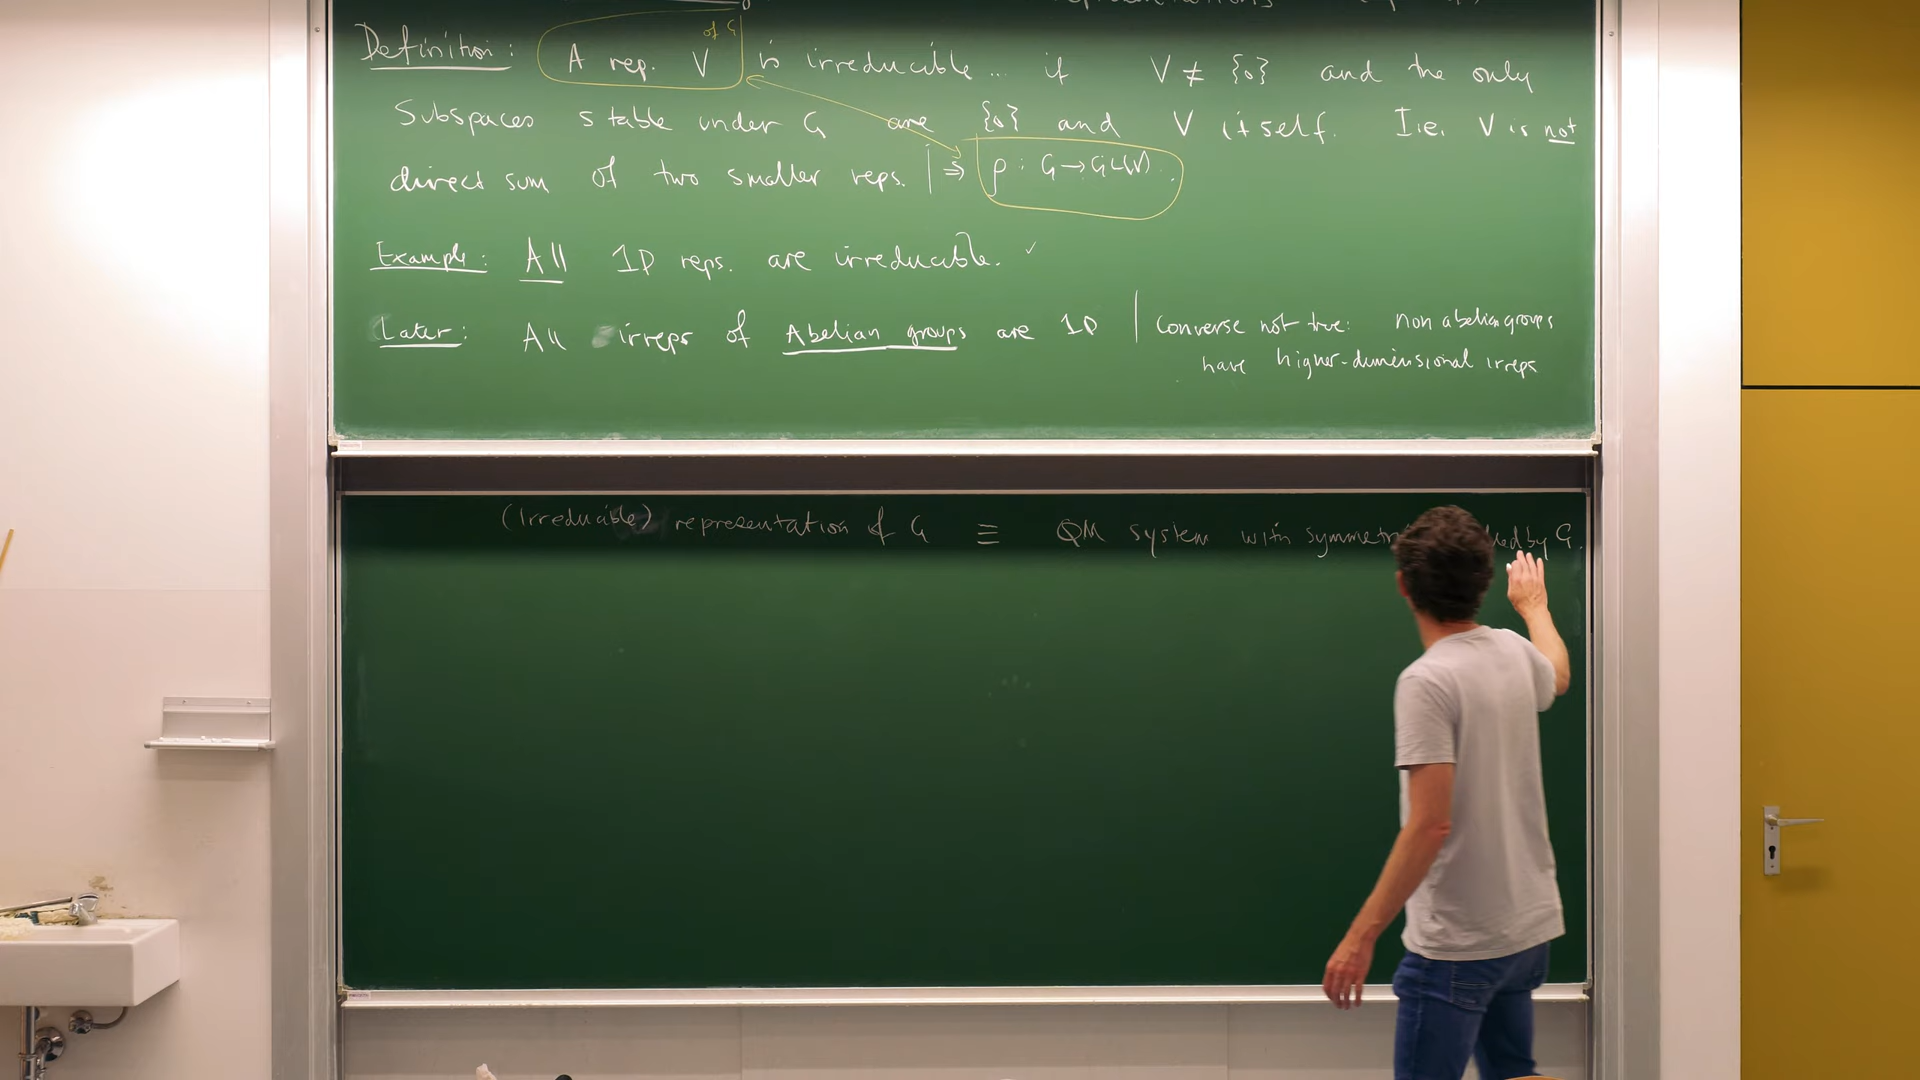 representations
of G
Definition: A rep. V is irreducible... if V ≠ {0} and the only
Subspaces stable under G are {0} and V itself. I.e. V is not
direct sum of two smaller reps. | ⇒ ρ : G → GL(V).
Example: All 1D reps. are irreducible. ✓
Later: All irreps of Abelian groups are 1D | Converse not true: non abelian groups
have higher-dimensional irreps
(Irreducible) representation of G ≡ QM system with symmetr ded by G.